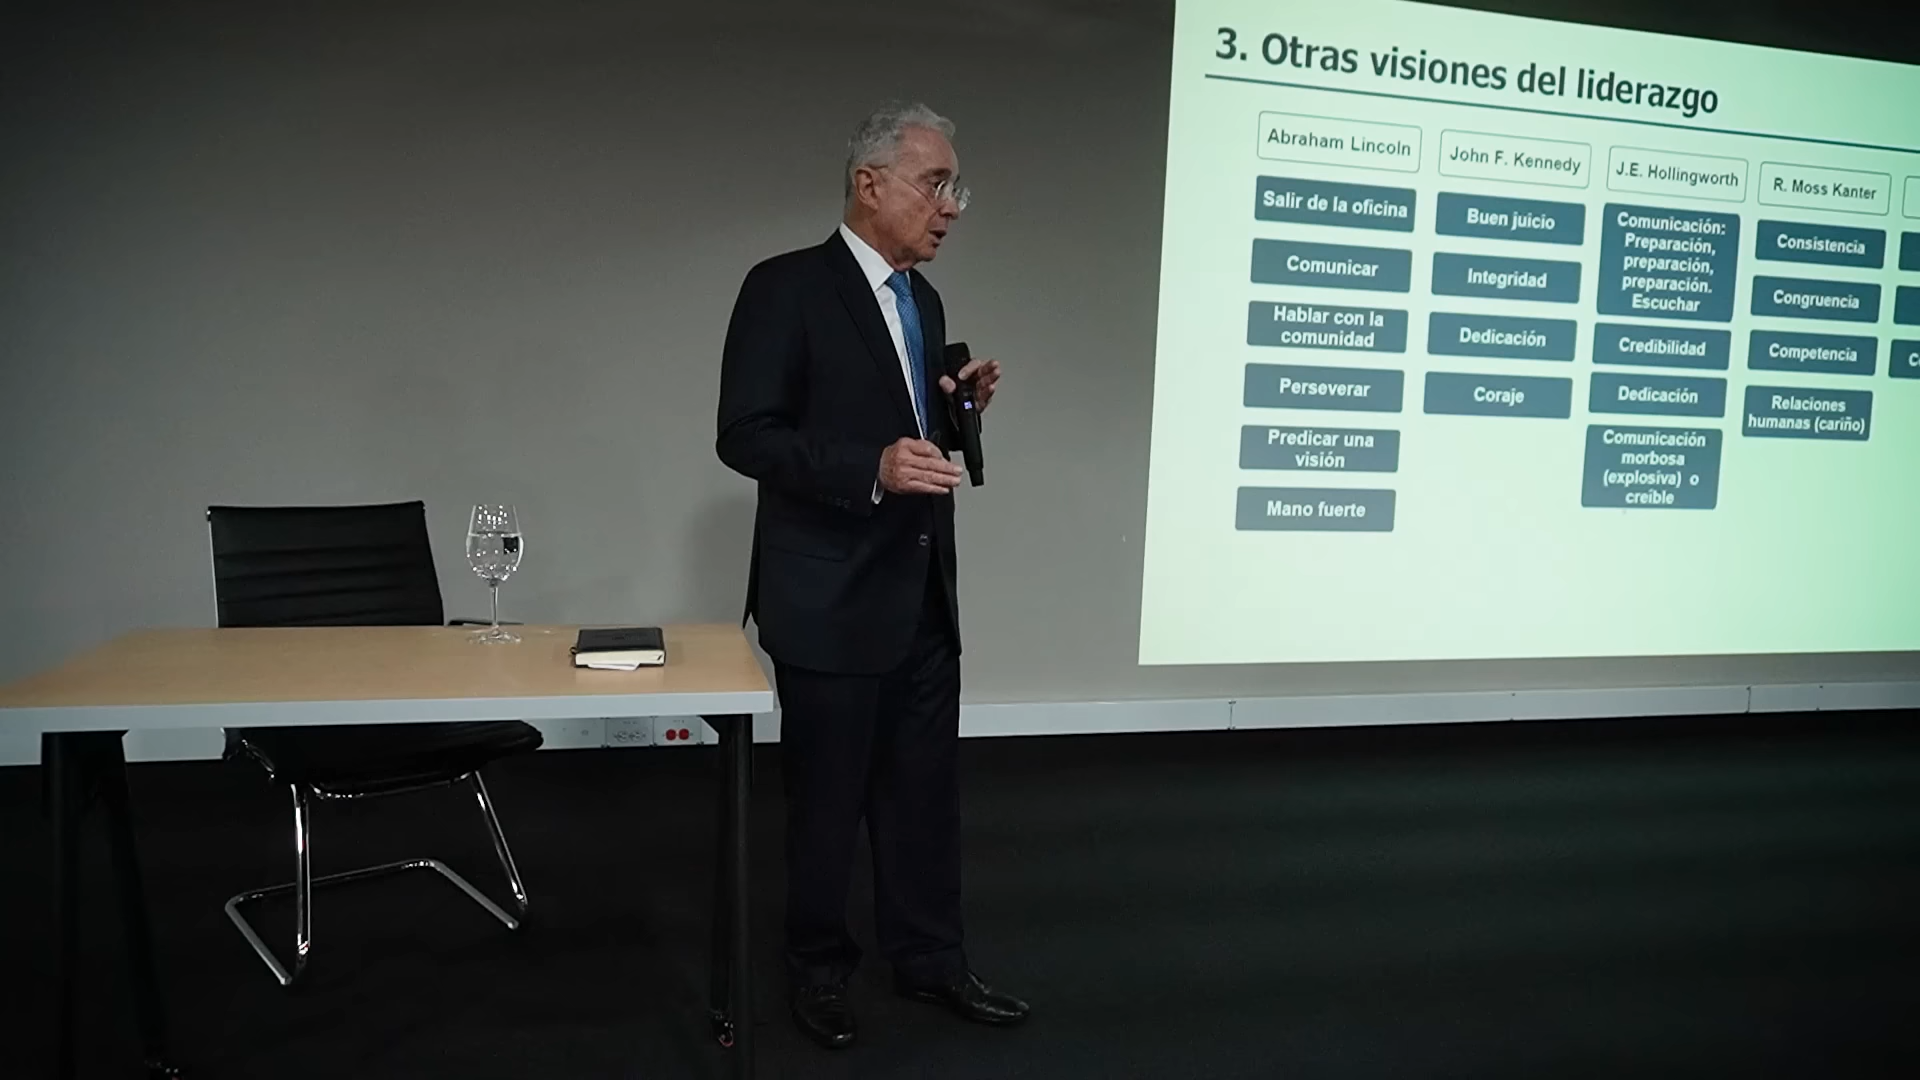 3. Otras visiones del liderazgo
Abraham Lincoln
Salir de la oficina
Comunicar
Hablar con la
comunidad
Perseverar
Predicar una
visión
Mano fuerte
John F. Kennedy
Buen juicio
Integridad
Dedicación
Coraje
J.E. Hollingworth
Comunicación:
Preparación,
preparación,
preparación.
Escuchar
Credibilidad
Dedicación
Comunicación
morbosa
(explosiva) o
creíble
R. Moss Kanter
Consistencia
Congruencia
Competencia
Relaciones
humanas (cariño)